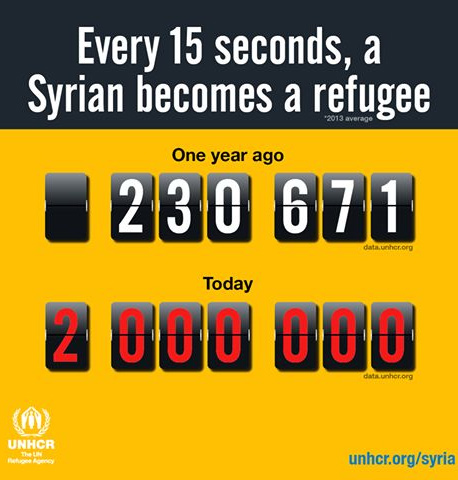 Every 15 seconds, a
Syrian becomes a refugee
*2013 average
One year ago
230 671
data.unhcr.org
Today
2 000 000
data.unhcr.org
UNHCR
The UN
Refugee Agency
unhcr.org/syria